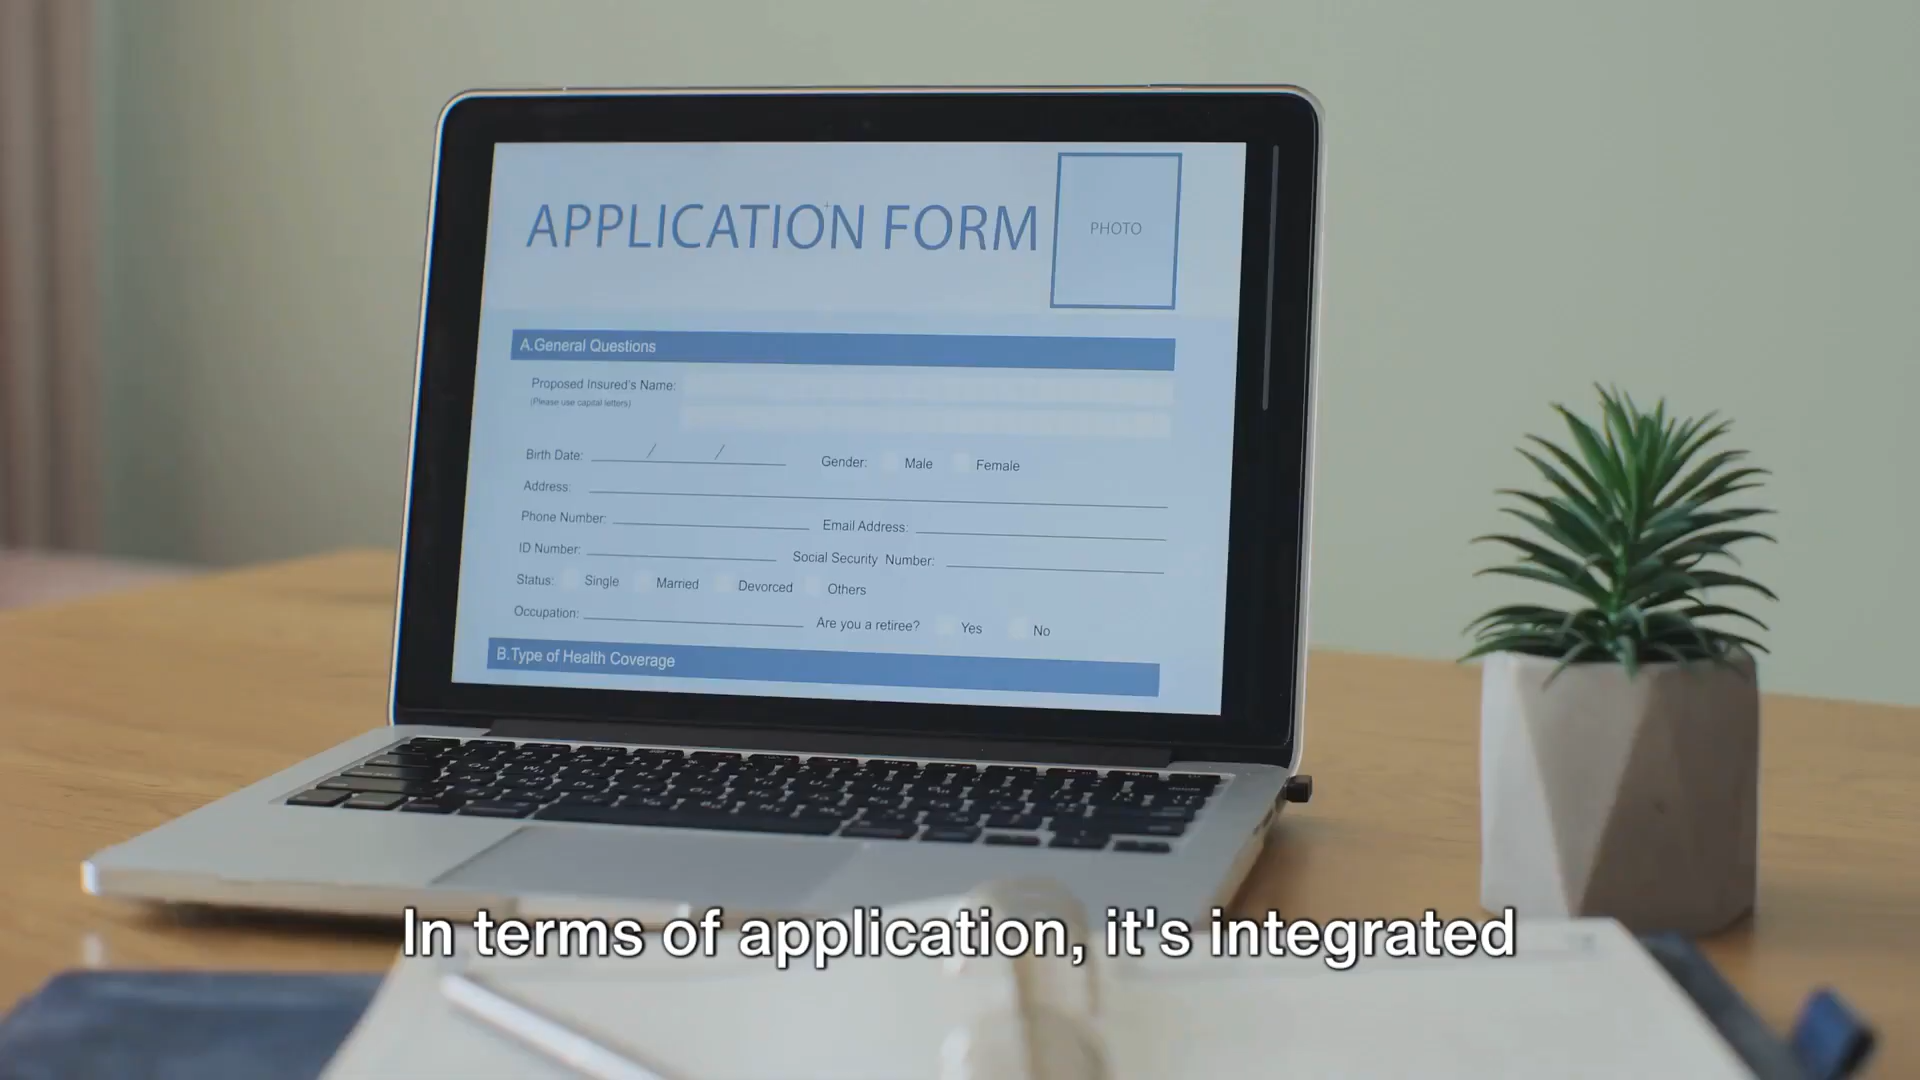 APPLICATION FORM
PHOTO
A.General Questions
Proposed Insured's Name:
(Please use capital letters)
Birth Date: / / Gender: Male Female
Address:
Phone Number: Email Address:
ID Number: Social Security Number:
Status: Single Married Devorced Others
Occupation: Are you a retiree? Yes No
B.Type of Health Coverage
In terms of application, it's integrated